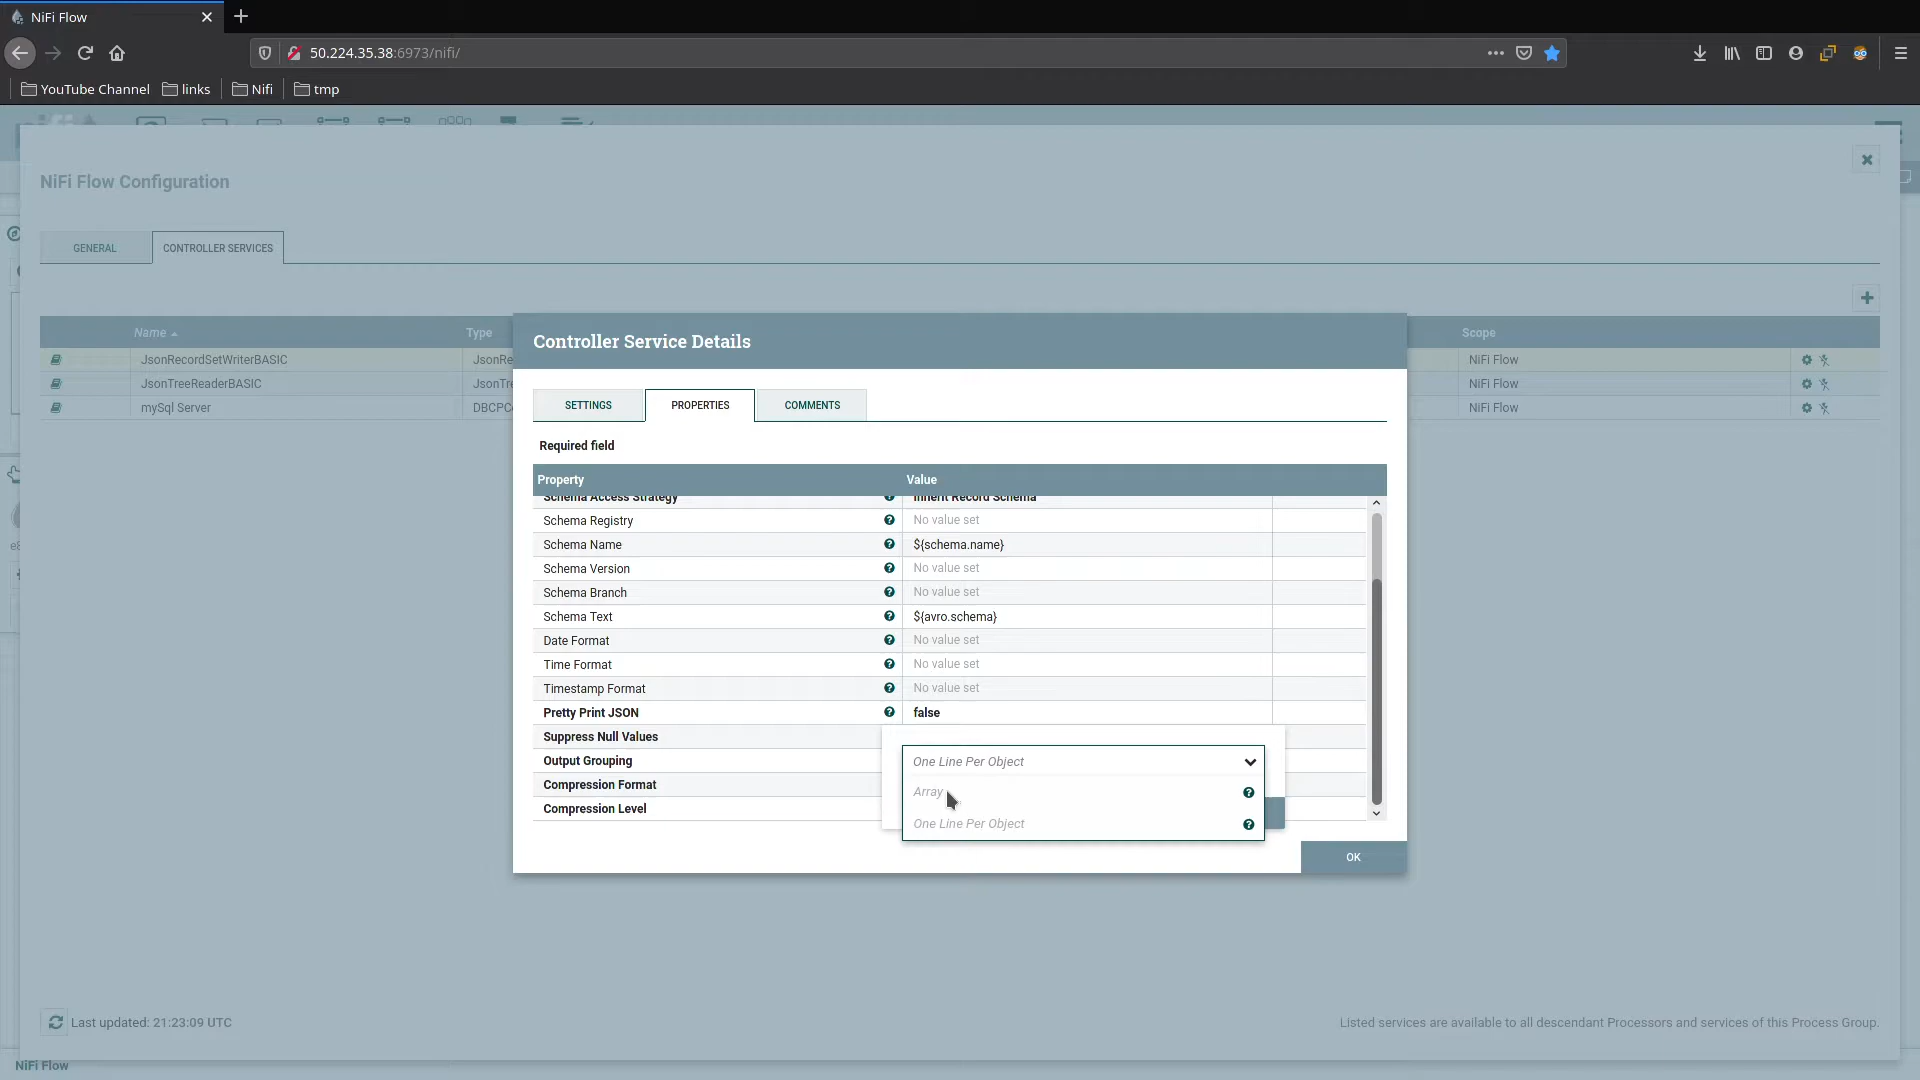 NiFi Flow
50.224.35.38:6973/nifi/
YouTube Channel links Nifi tmp
NiFi Flow Configuration
GENERAL CONTROLLER SERVICES
Name Type Scope
JsonRecordSetWriterBASIC JsonRe NiFi Flow
JsonTreeReaderBASIC JsonTre NiFi Flow
mySql Server DBCPC NiFi Flow
Controller Service Details
SETTINGS PROPERTIES COMMENTS
Required field
Property Value
Schema Access Strategy Inherit Record Schema
Schema Registry No value set
Schema Name ${schema.name}
Schema Version No value set
Schema Branch No value set
Schema Text ${avro.schema}
Date Format No value set
Time Format No value set
Timestamp Format No value set
Pretty Print JSON false
Suppress Null Values
Output Grouping One Line Per Object
Compression Format Array
Compression Level One Line Per Object
OK
Last updated: 21:23:09 UTC
Listed services are available to all descendant Processors and services of this Process Group.
NiFi Flow